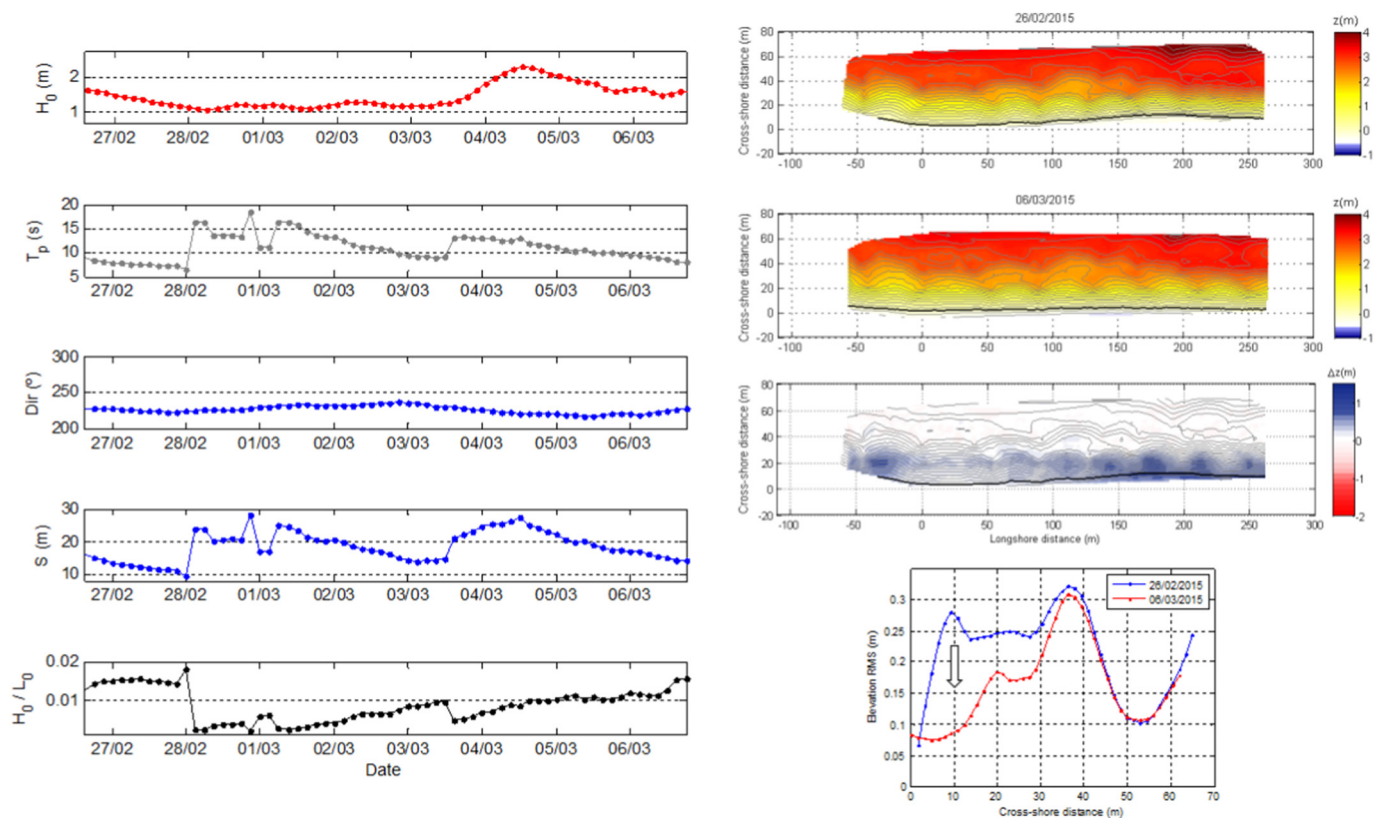 H0 (m)
2
1
27/02 28/02 01/03 02/03 03/03 04/03 05/03 06/03
Tp (s)
20
15
10
5
27/02 28/02 01/03 02/03 03/03 04/03 05/03 06/03
Dir (º)
300
250
200
27/02 28/02 01/03 02/03 03/03 04/03 05/03 06/03
S (m)
30
20
10
27/02 28/02 01/03 02/03 03/03 04/03 05/03 06/03
H0 / L0
0.02
0.01
27/02 28/02 01/03 02/03 03/03 04/03 05/03 06/03
Date
26/02/2015
Cross-shore distance (m)
80
60
40
20
0
-20
-100 -50 0 50 100 150 200 250 300
z(m)
4
3
2
1
0
-1
06/03/2015
Cross-shore distance (m)
80
60
40
20
0
-20
-100 -50 0 50 100 150 200 250 300
z(m)
4
3
2
1
0
-1
Cross-shore distance (m)
80
60
40
20
0
-20
-100 -50 0 50 100 150 200 250 300
Longshore distance (m)
Δz(m)
1
0
-1
-2
Elevation RMS (m)
0.3
0.25
0.2
0.15
0.1
0.05
0
0 10 20 30 40 50 60 70
Cross-shore distance (m)
26/02/2015
06/03/2015